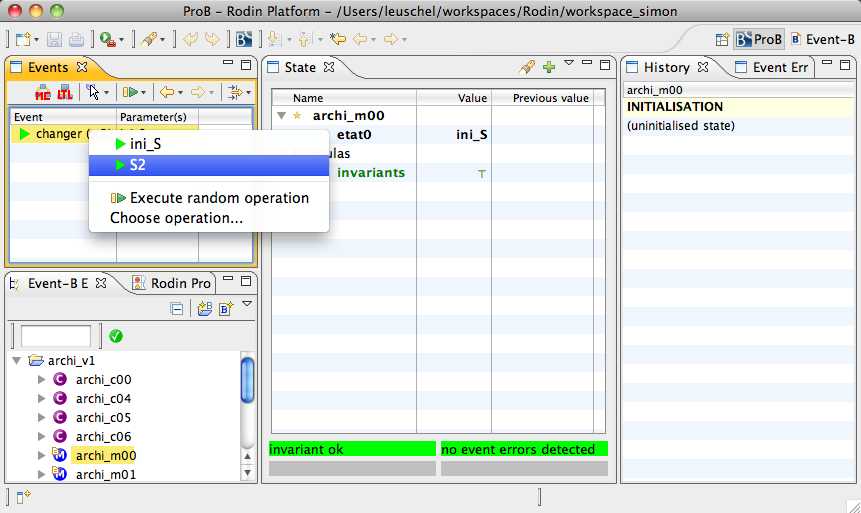 ProB – Rodin Platform – /Users/leuschel/workspaces/Rodin/workspace_simon
ProB
Event-B
Events
MC
LTL
Event
Parameter(s)
changer (
ini_S
S2
Execute random operation
Choose operation...
Event-B E
Rodin Pro
archi_v1
archi_c00
archi_c04
archi_c05
archi_c06
archi_m00
archi_m01
State
Name
Value
Previous value
archi_m00
etat0
ini_S
ulas
invariants
⊤
invariant ok
no event errors detected
History
Event Err
archi_m00
INITIALISATION
(uninitialised state)